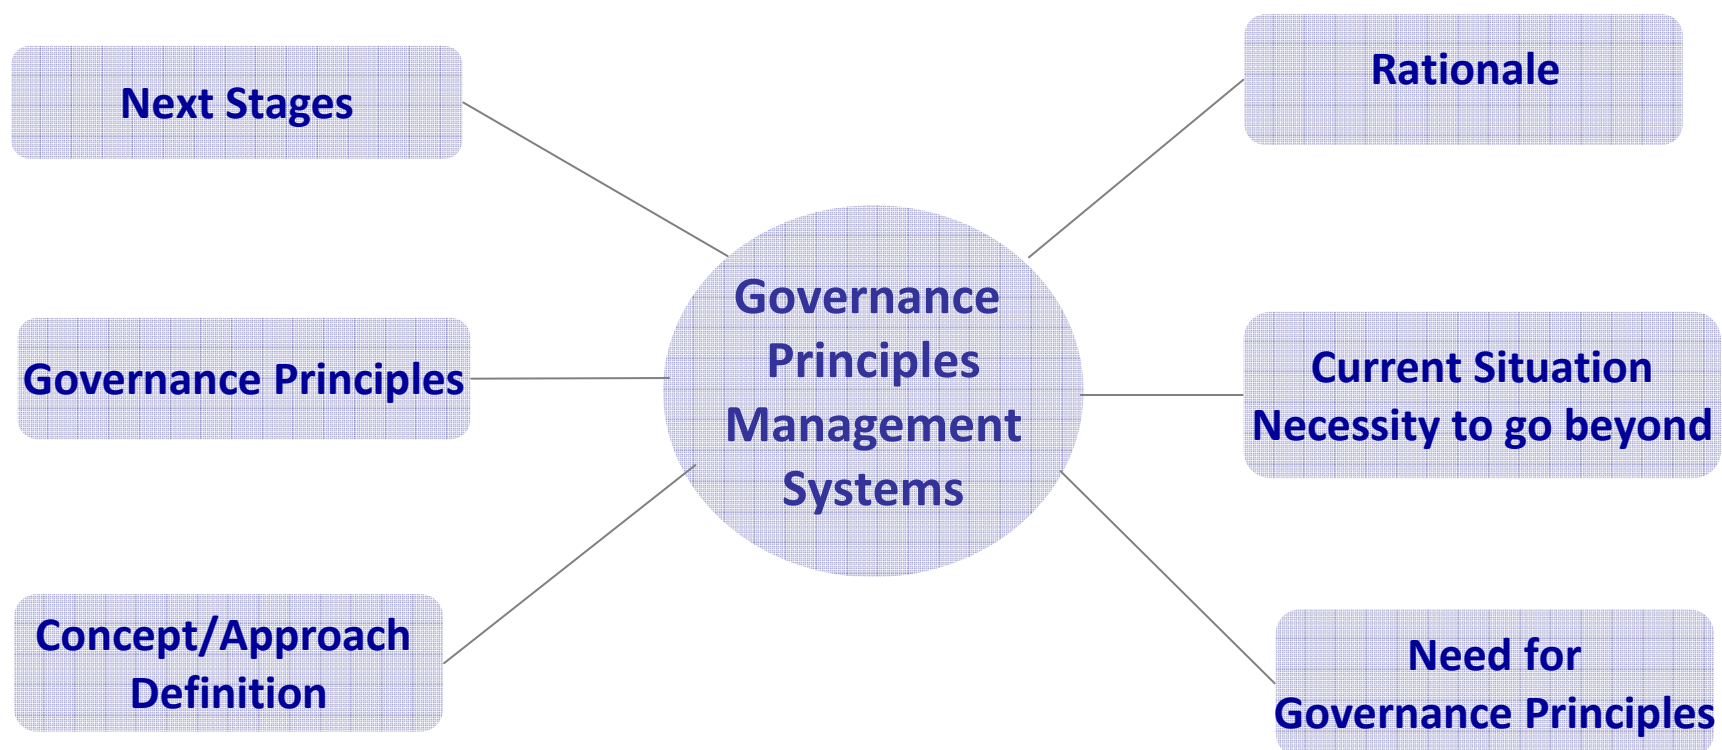 Next Stages
Rationale
Governance
Principles
Management
Systems
Governance Principles
Current Situation
Necessity to go beyond
Concept/Approach
Definition
Need for
Governance Principles